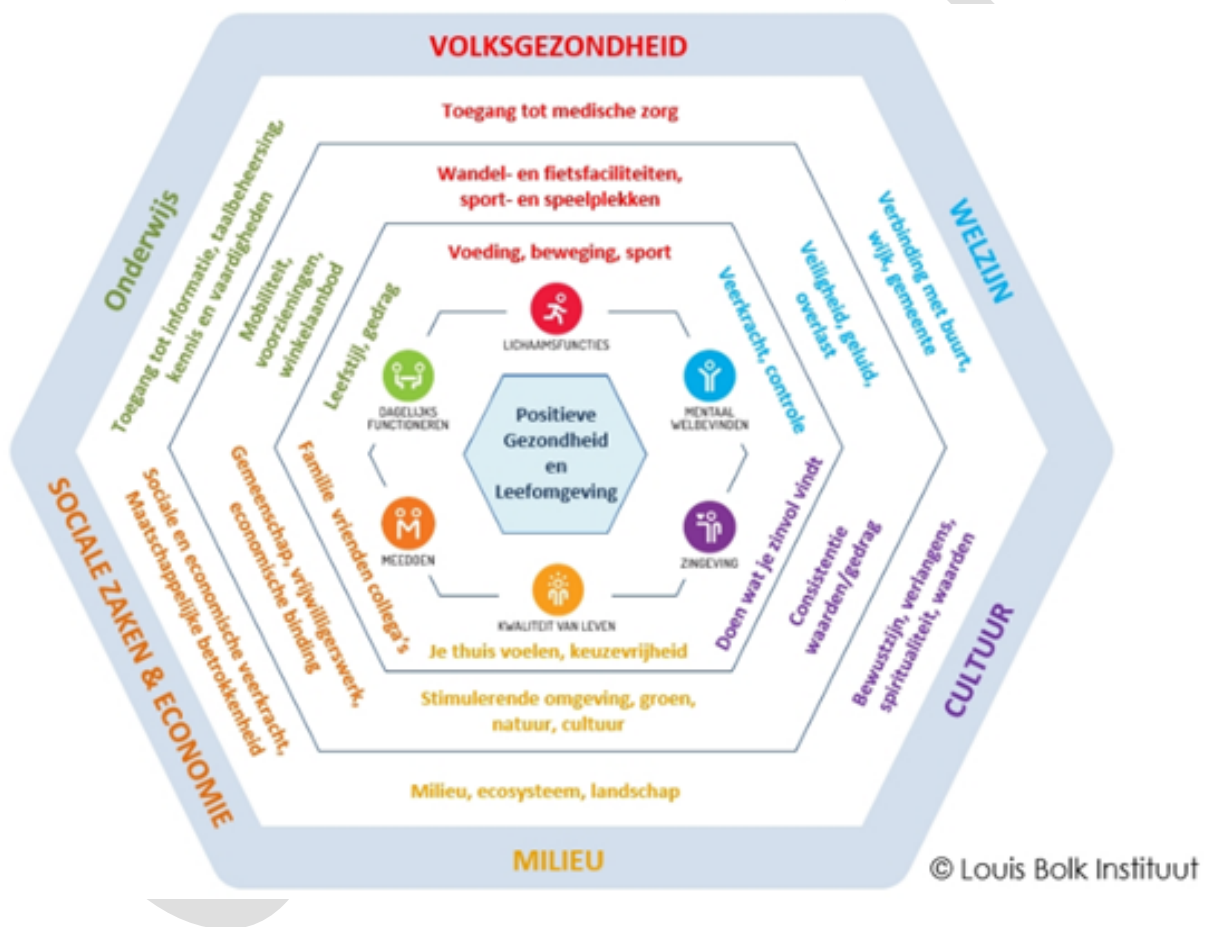 VOLKSGEZONDHEID
Toegang tot medische zorg
Wandel- en fietsfaciliteiten,
sport- en speelplekken
Voeding, beweging, sport
LICHAAMSFUNCTIES
WELZIJN
Verbinding met buurt,
wijk, gemeente
Veiligheid, geluid,
overlast
Veerkracht, controle
MENTAAL
WELBEVINDEN
CULTUUR
Bewustzijn, verlangens,
spiritualiteit, waarden
Consistentie
waarden/gedrag
Doen wat je zinvol vindt
ZINGEVING
KWALITEIT VAN LEVEN
Je thuis voelen, keuzevrijheid
Stimulerende omgeving, groen,
natuur, cultuur
Milieu, ecosysteem, landschap
MILIEU
SOCIALE ZAKEN & ECONOMIE
Sociale en economische veerkracht,
Maatschappelijke betrokkenheid
Gemeenschap, vrijwilligerswerk,
economische binding
Familie vrienden collega's
MEEDOEN
Onderwijs
Toegang tot informatie, taalbeheersing,
kennis en vaardigheden
Mobiliteit,
voorzieningen,
winkelaanbod
Leefstijl, gedrag
DAGELIJKS
FUNCTIONEREN
Positieve
Gezondheid
en
Leefomgeving
© Louis Bolk Instituut